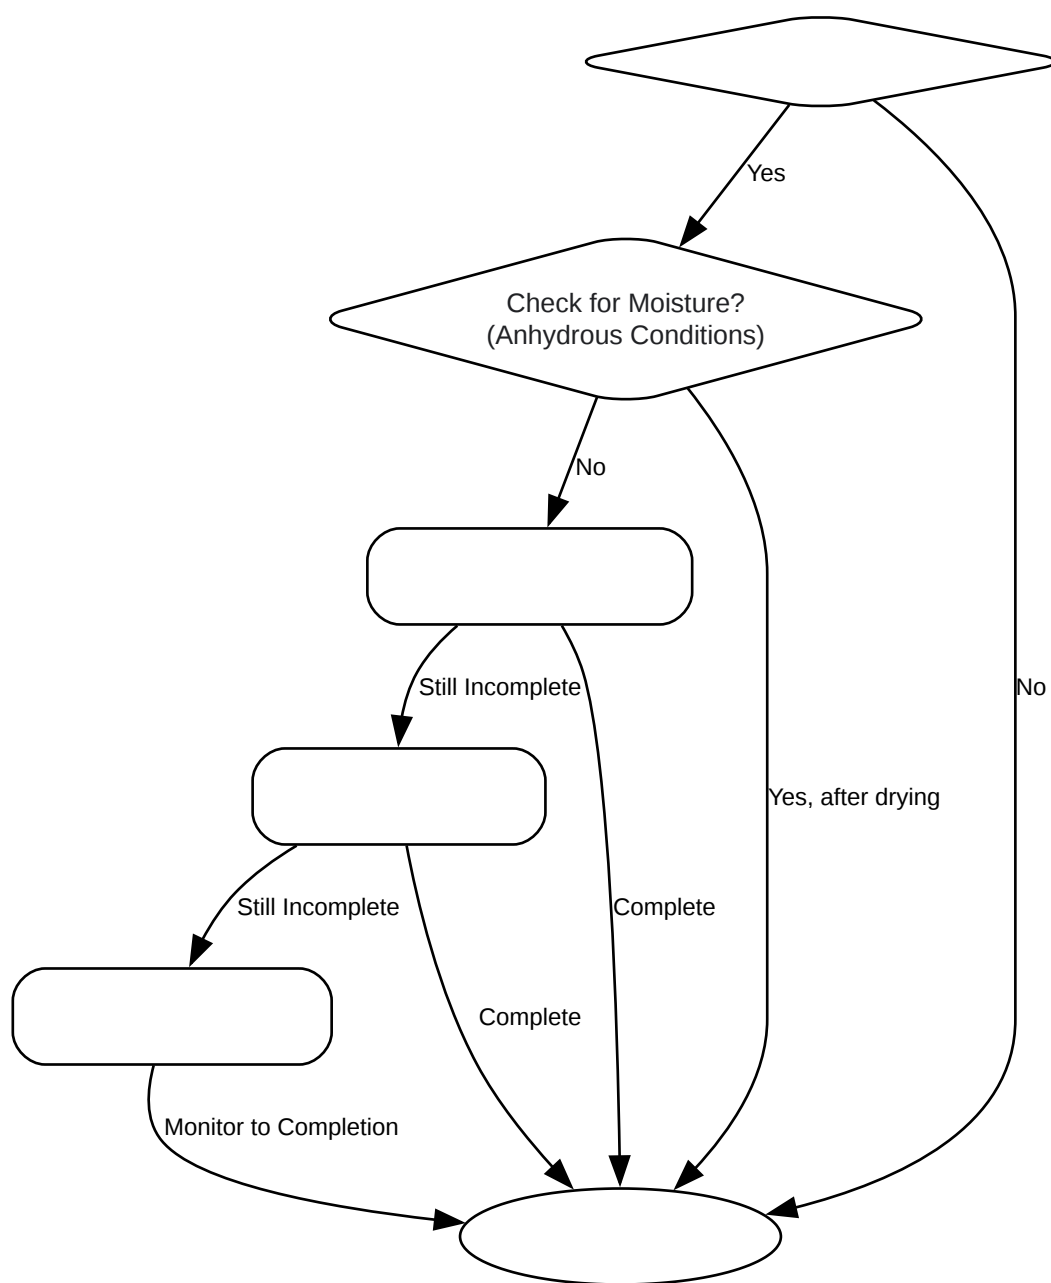 Yes
Check for Moisture?
(Anhydrous Conditions)
No
Still Incomplete
No
Yes, after drying
Still Incomplete
Complete
Complete
Monitor to Completion